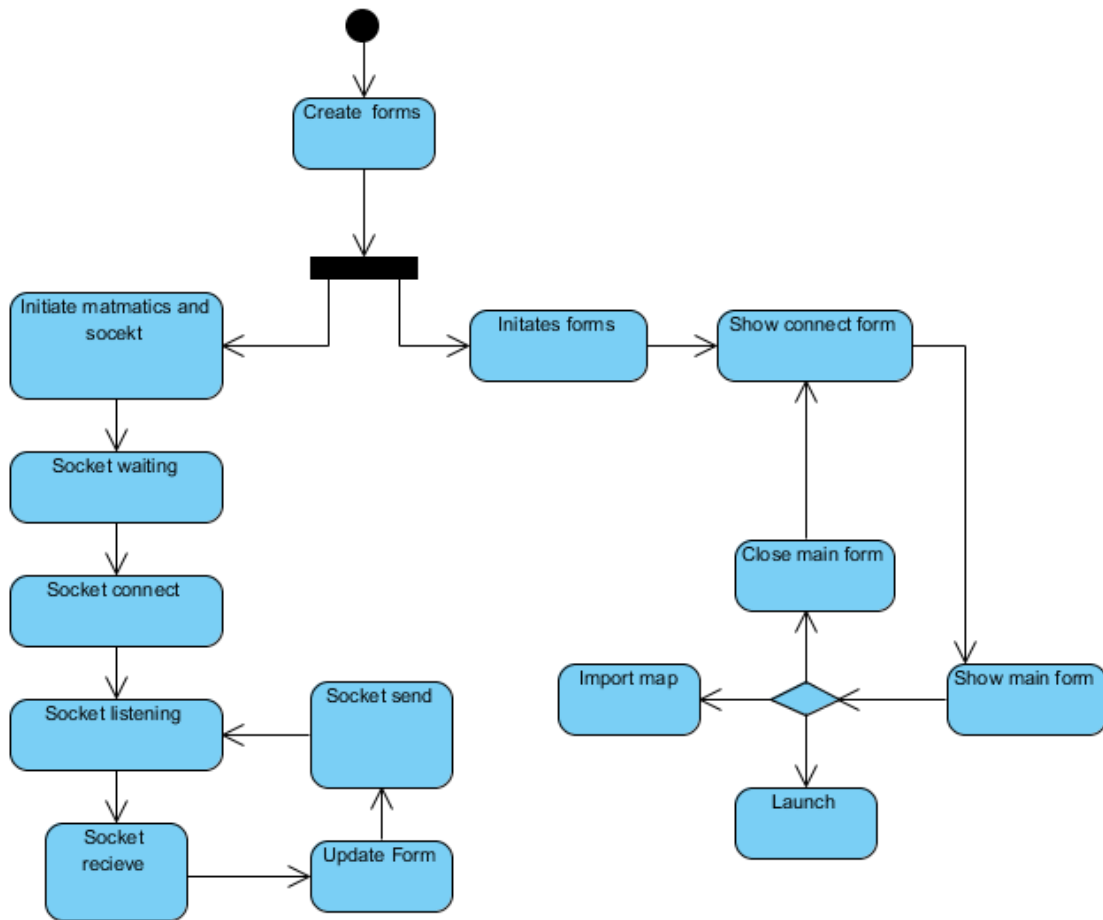 Create  forms
Initiate matmatics and
socekt
Initates forms
Show connect form
Socket waiting
Close main form
Socket connect
Import map
Show main form
Socket send
Socket listening
Launch
Socket
recieve
Update Form